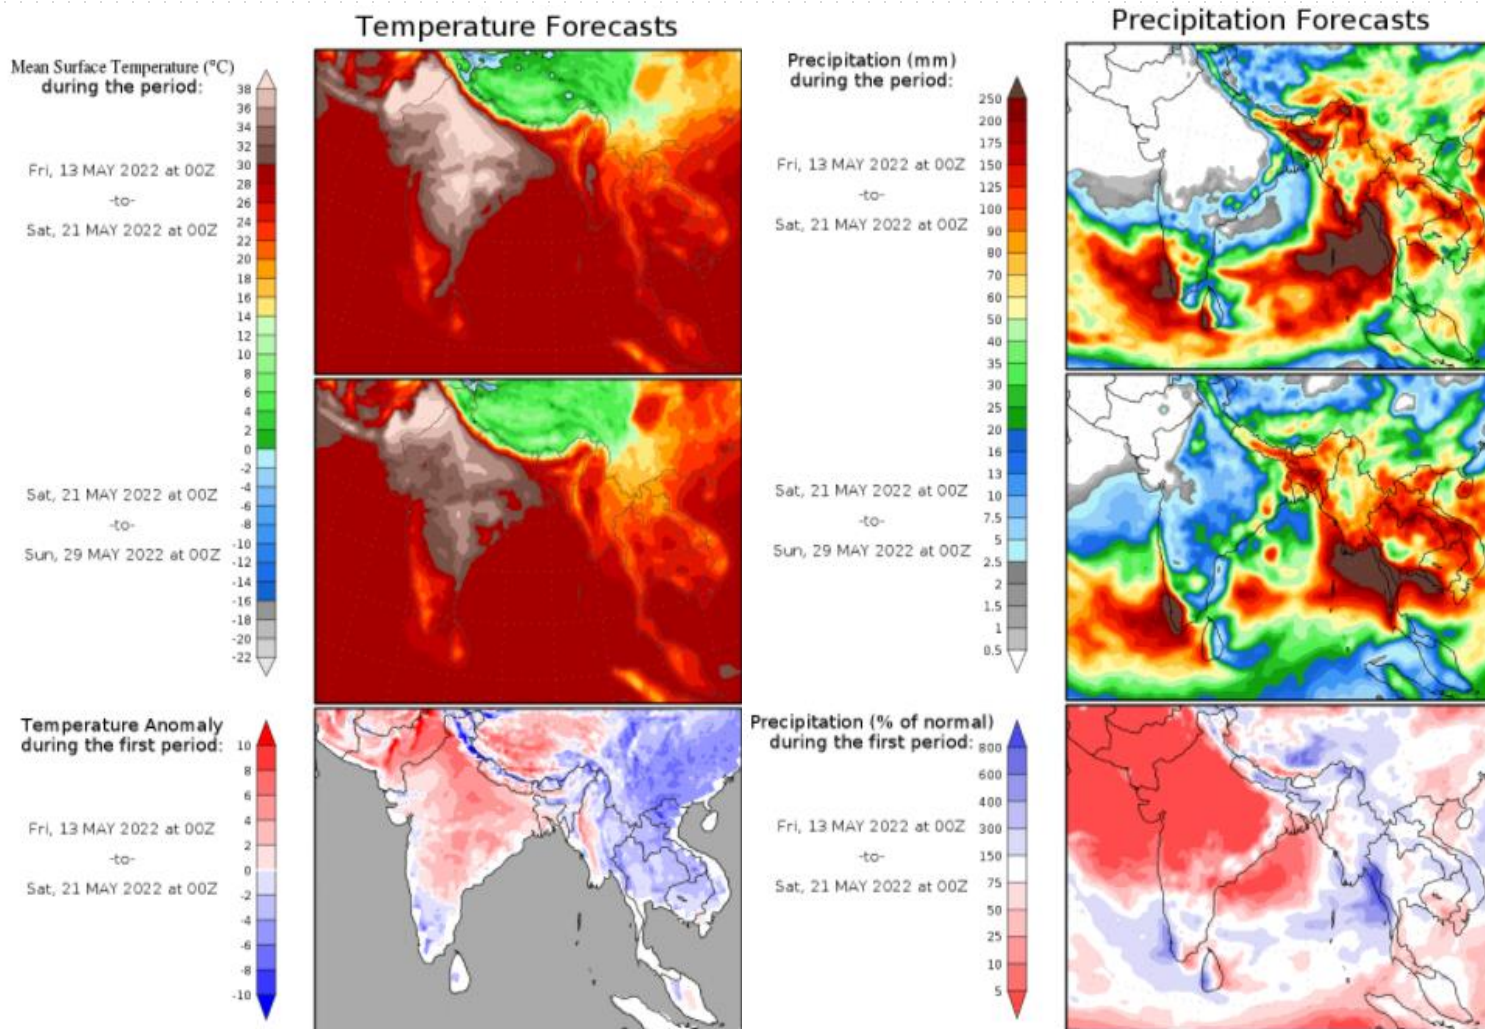 Temperature Forecasts
Mean Surface Temperature (°C)
during the period:
38
36
34
32
30
28
26
24
22
20
18
16
14
12
10
8
6
4
2
0
-2
-4
-6
-8
-10
-12
-14
-16
-18
-20
-22
Fri, 13 MAY 2022 at 00Z
-to-
Sat, 21 MAY 2022 at 00Z
Sat, 21 MAY 2022 at 00Z
-to-
Sun, 29 MAY 2022 at 00Z
Temperature Anomaly
during the first period:
10
8
6
4
2
0
-2
-4
-6
-8
-10
Fri, 13 MAY 2022 at 00Z
-to-
Sat, 21 MAY 2022 at 00Z
Precipitation Forecasts
Precipitation (mm)
during the period:
250
200
175
150
125
100
90
80
70
60
50
40
35
30
25
20
16
13
10
7.5
5
2.5
2
1.5
1
0.5
Fri, 13 MAY 2022 at 00Z
-to-
Sat, 21 MAY 2022 at 00Z
Sat, 21 MAY 2022 at 00Z
-to-
Sun, 29 MAY 2022 at 00Z
Precipitation (% of normal)
during the first period:
800
600
400
300
150
75
50
25
10
5
Fri, 13 MAY 2022 at 00Z
-to-
Sat, 21 MAY 2022 at 00Z